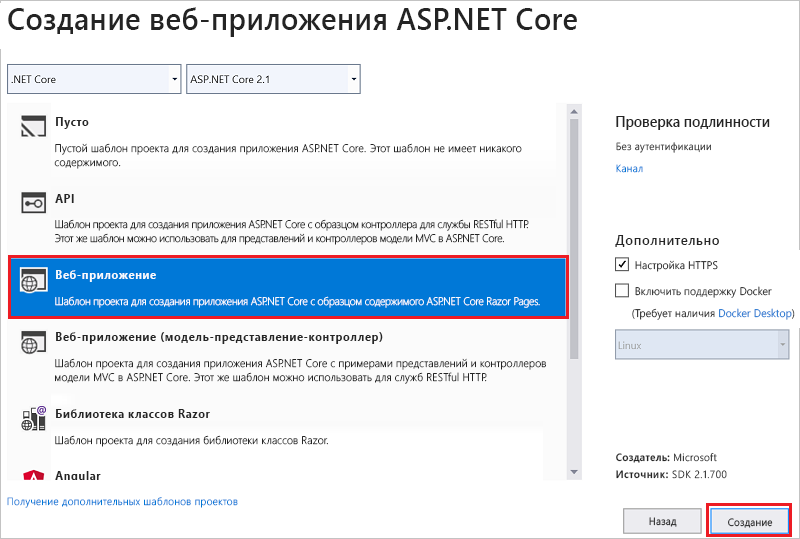 Создание веб-приложения ASP.NET Core
.NET Core
ASP.NET Core 2.1
Пусто
Пустой шаблон проекта для создания приложения ASP.NET Core. Этот шаблон не имеет никакого
содержимого.
API
Шаблон проекта для создания приложения ASP.NET Core с образцом контроллера для службы RESTful HTTP.
Этот же шаблон можно использовать для представлений и контроллеров модели MVC в ASP.NET Core.
Веб-приложение
Шаблон проекта для создания приложения ASP.NET Core с образцом содержимого ASP.NET Core Razor Pages.
Веб-приложение (модель-представление-контроллер)
Шаблон проекта для создания приложения ASP.NET Core с примерами представлений и контроллеров
модели MVC в ASP.NET Core. Этот же шаблон можно использовать для служб RESTful HTTP.
Библиотека классов Razor
Шаблон проекта для создания библиотеки классов Razor.
Angular
Получение дополнительных шаблонов проектов
Проверка подлинности
Без аутентификации
Канал
Дополнительно
Настройка HTTPS
Включить поддержку Docker
(Требует наличия Docker Desktop)
Linux
Создатель: Microsoft
Источник: SDK 2.1.700
Назад
Создание